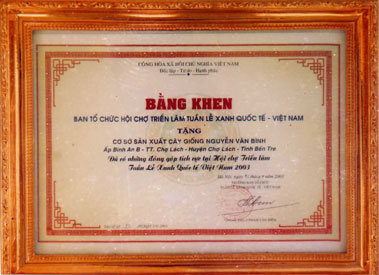 CỘNG HÒA XÃ HỘI CHỦ NGHĨA VIỆT NAM
Độc lập - Tự do - Hạnh phúc
BẰNG KHEN
BAN TỔ CHỨC HỘI CHỢ TRIỂN LÃM TUẦN LỄ XANH QUỐC TẾ - VIỆT NAM
TẶNG
CƠ SỞ SẢN XUẤT CÂY GIỐNG NGUYỄN VĂN BÌNH
Ấp Bình An B - TT. Chợ Lách - Huyện Chợ Lách - Tỉnh Bến Tre
Đã có những đóng góp tích cực tại Hội chợ Triển lãm
Tuần Lễ Xanh Quốc tế Việt Nam 2003
Hà Nội, ngày